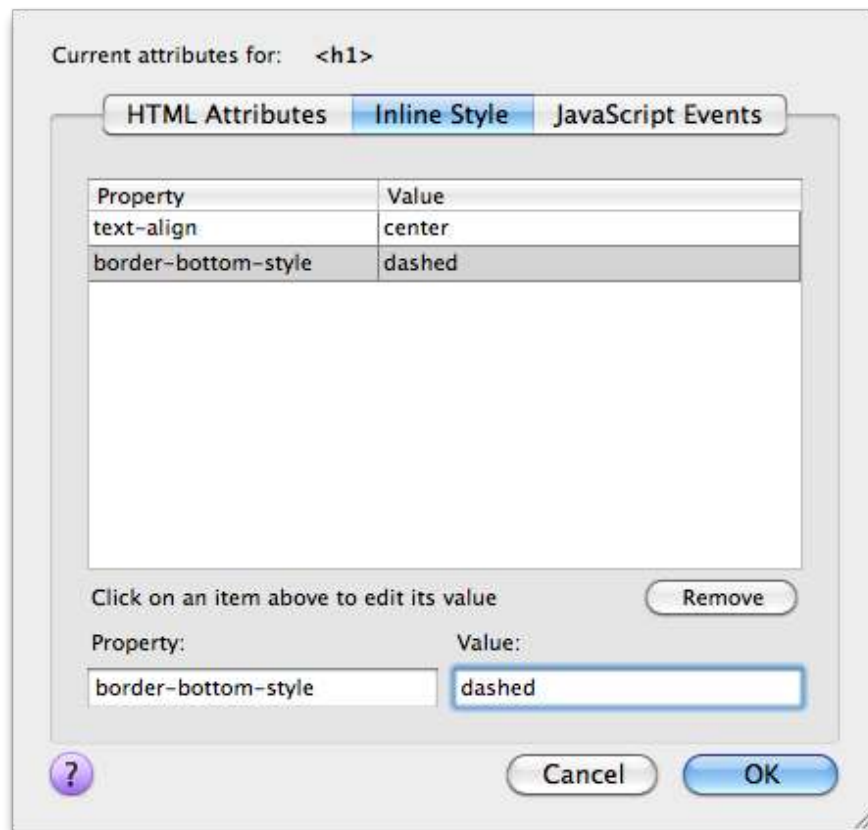 Current attributes for: <h1>
HTML Attributes Inline Style JavaScript Events
Property Value
text-align center
border-bottom-style dashed
Click on an item above to edit its value Remove
Property: Value:
border-bottom-style dashed
? Cancel OK